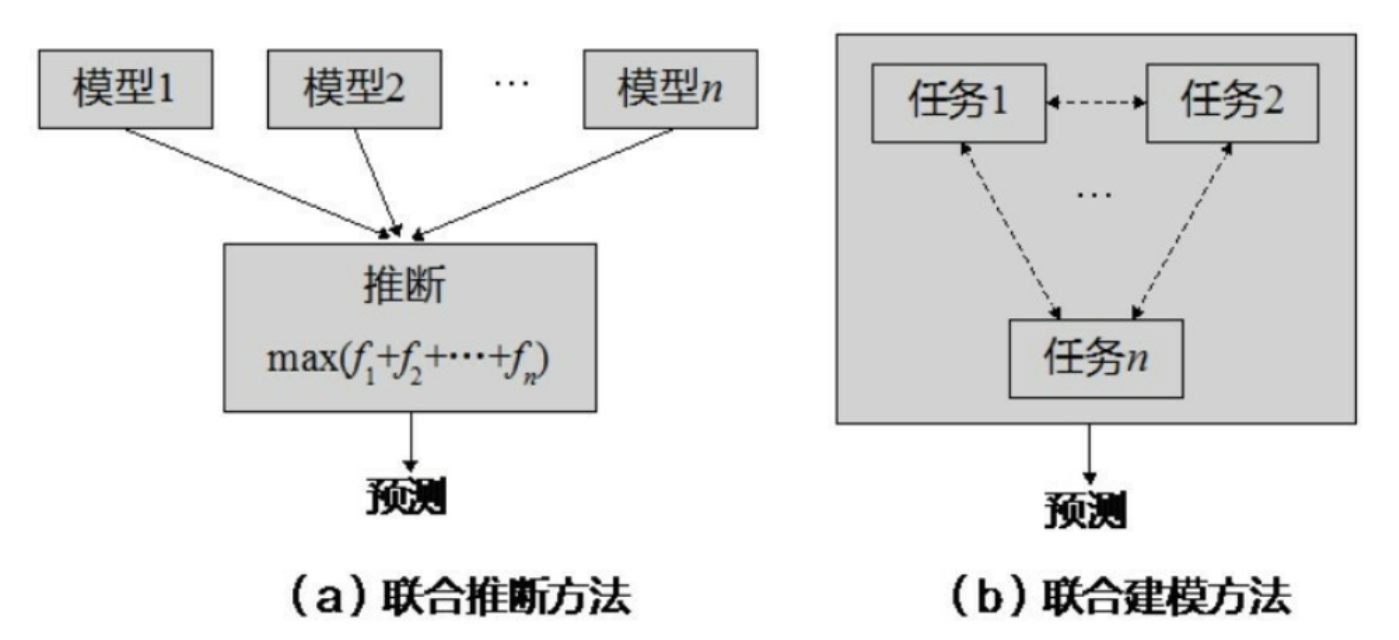 模型1
模型2
…
模型n
推断
max(f₁+f₂+⋯+fₙ)
预测
(a)联合推断方法
任务1
任务2
…
任务n
预测
(b)联合建模方法